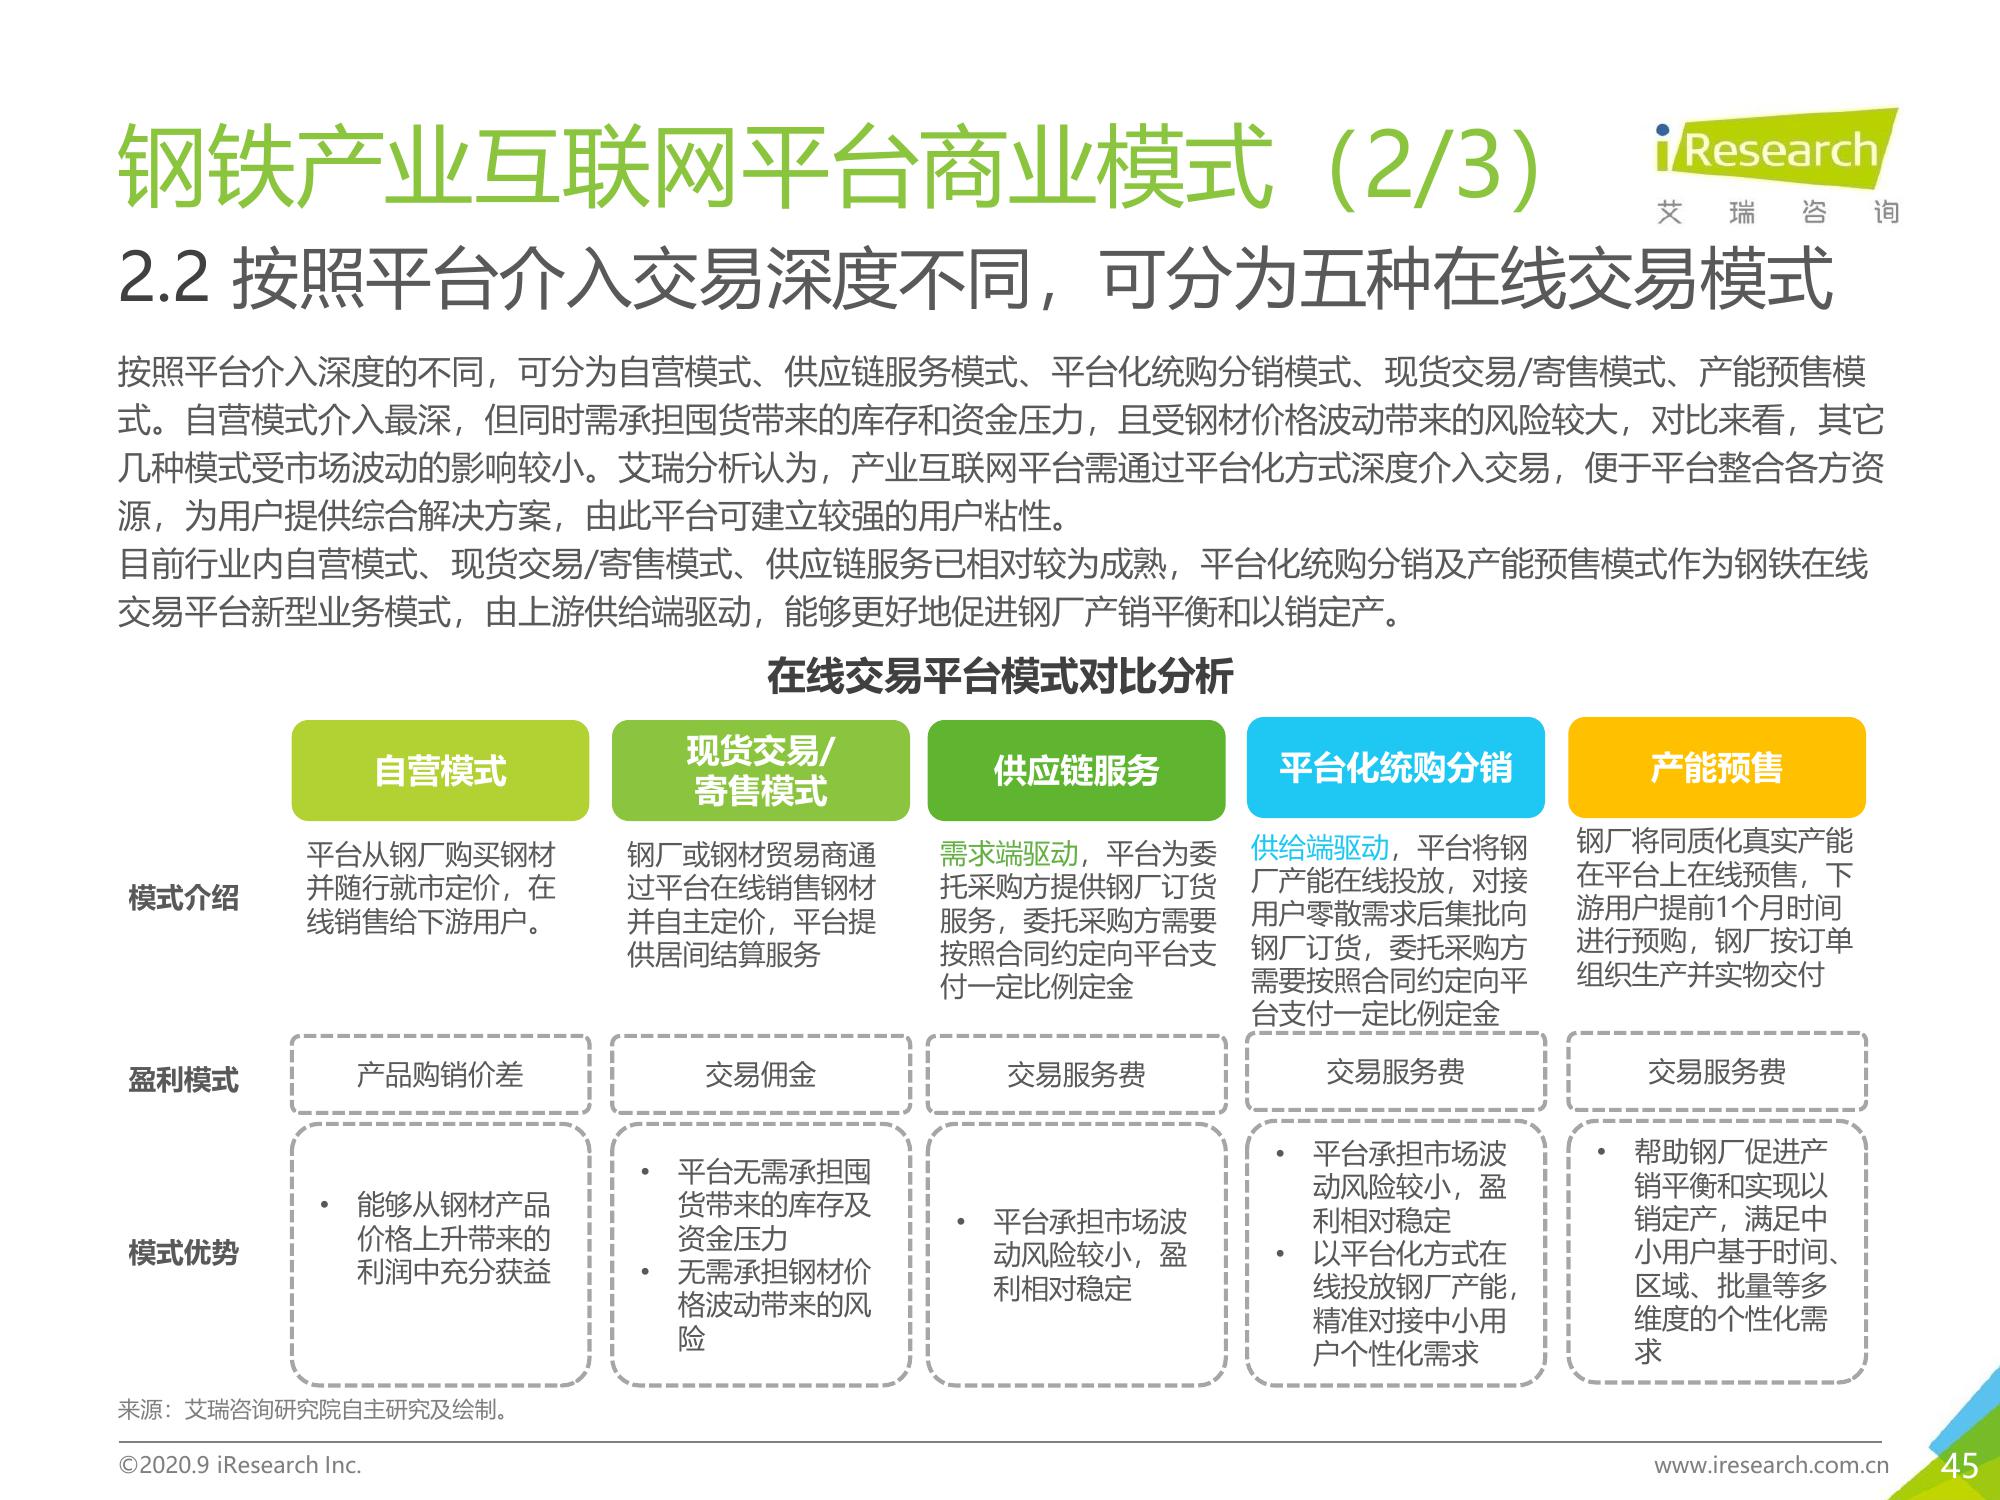 钢铁产业互联网平台商业模式（2/3）
iResearch
艾瑞咨询
2.2 按照平台介入交易深度不同，可分为五种在线交易模式
按照平台介入深度的不同，可分为自营模式、供应链服务模式、平台化统购分销模式、现货交易/寄售模式、产能预售模
式。自营模式介入最深，但同时需承担囤货带来的库存和资金压力，且受钢材价格波动带来的风险较大，对比来看，其它
几种模式受市场波动的影响较小。艾瑞分析认为，产业互联网平台需通过平台化方式深度介入交易，便于平台整合各方资
源，为用户提供综合解决方案，由此平台可建立较强的用户粘性。
目前行业内自营模式、现货交易/寄售模式、供应链服务已相对较为成熟，平台化统购分销及产能预售模式作为钢铁在线
交易平台新型业务模式，由上游供给端驱动，能够更好地促进钢厂产销平衡和以销定产。
在线交易平台模式对比分析
自营模式
现货交易/
寄售模式
供应链服务
平台化统购分销
产能预售
模式介绍
平台从钢厂购买钢材
并随行就市定价，在
线销售给下游用户。
钢厂或钢材贸易商通
过平台在线销售钢材
并自主定价，平台提
供居间结算服务
需求端驱动，平台为委
托采购方提供钢厂订货
服务，委托采购方需要
按照合同约定向平台支
付一定比例定金
供给端驱动，平台将钢
厂产能在线投放，对接
用户零散需求后集批向
钢厂订货，委托采购方
需要按照合同约定向平
台支付一定比例定金
钢厂将同质化真实产能
在平台上在线预售，下
游用户提前1个月时间
进行预购，钢厂按订单
组织生产并实物交付
盈利模式
产品购销价差
交易佣金
交易服务费
交易服务费
交易服务费
模式优势
• 能够从钢材产品
价格上升带来的
利润中充分获益
• 平台无需承担囤
货带来的库存及
资金压力
• 无需承担钢材价
格波动带来的风
险
• 平台承担市场波
动风险较小，盈
利相对稳定
• 平台承担市场波
动风险较小，盈
利相对稳定
• 以平台化方式在
线投放钢厂产能，
精准对接中小用
户个性化需求
• 帮助钢厂促进产
销平衡和实现以
销定产，满足中
小用户基于时间、
区域、批量等多
维度的个性化需
求
来源：艾瑞咨询研究院自主研究及绘制。
©2020.9 iResearch Inc.
www.iresearch.com.cn
45